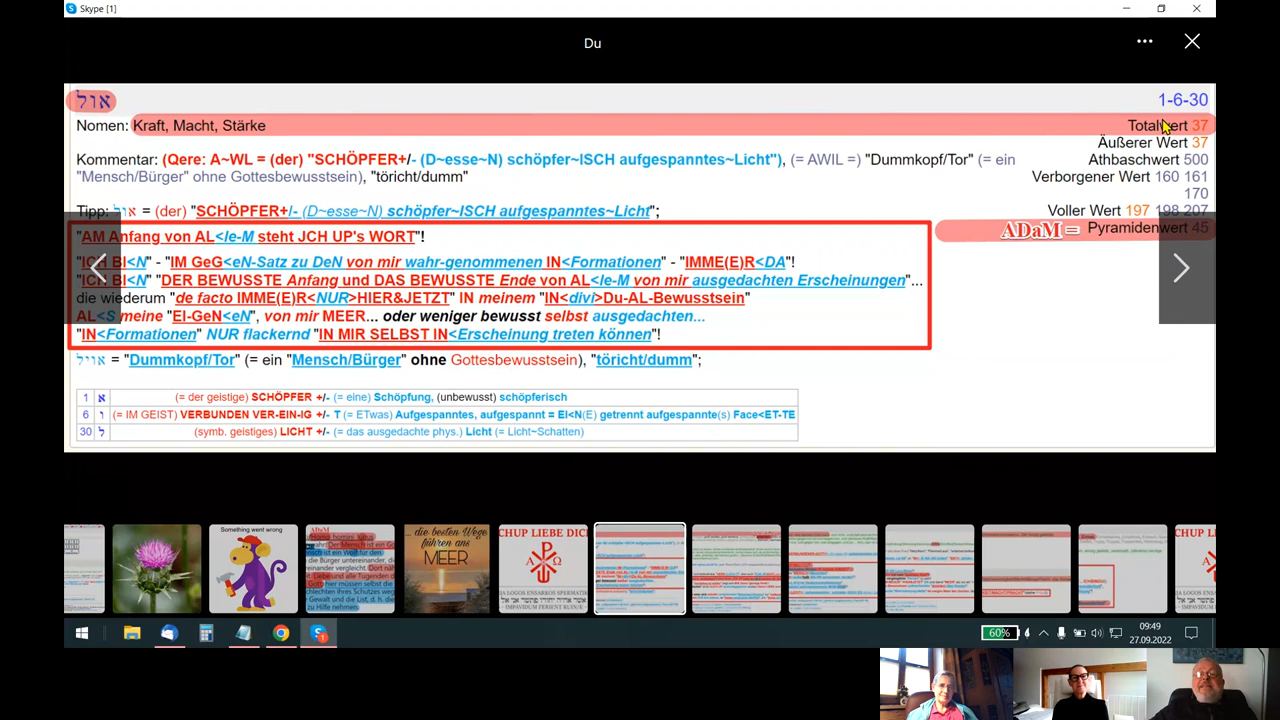 Skype [1]
Du
אול
1-6-30
Nomen: Kraft, Macht, Stärke
Totalwert 37
Äußerer Wert 37
Kommentar: (Qere: A~WL = (der) "SCHÖPFER+/- (D~esse~N) schöpfer~ISCH aufgespanntes~Licht"), (= AWIL =) "Dummkopf/Tor" (= ein
Athbaschwert 500
"Mensch/Bürger" ohne Gottesbewusstsein), "töricht/dumm"
Verborgener Wert 160 161
170
Tipp: אול = (der) "SCHÖPFER+/- (D~esse~N) schöpfer~ISCH aufgespanntes~Licht";
Voller Wert 197 198 207
ADaM = Pyramidenwert 45
"AM Anfang von AL<le-M steht JCH UP's WORT"!
"ICH BI<N" - "IM GeG<eN-Satz zu DeN von mir wahr-genommenen IN<Formationen" - "IMME(E)R<DA"!
"ICH BI<N" "DER BEWUSSTE Anfang und DAS BEWUSSTE Ende von AL<le-M von mir ausgedachten Erscheinungen"...
die wiederum "de facto IMME(E)R<NUR>HIER&JETZT" IN meinem "IN<divi>Du-AL-Bewusstsein"
AL<S meine "EI-GeN<eN", von mir MEER... oder weniger bewusst selbst ausgedachten...
"IN<Formationen" NUR flackernd "IN MIR SELBST IN<Erscheinung treten können"!
אויל = "Dummkopf/Tor" (= ein "Mensch/Bürger" ohne Gottesbewusstsein), "töricht/dumm";
1 א (= der geistige) SCHÖPFER +/- (= eine) Schöpfung, (unbewusst) schöpferisch
6 ו (= IM GEIST) VERBUNDEN VER-EIN-IG +/- T (= ETwas) Aufgespanntes, aufgespannt = EI<N(E) getrennt aufgespannte(s) Face<ET-TE
30 ל (symb. geistiges) LICHT +/- (= das ausgedachte phys.) Licht (= Licht~Schatten)
Something went wrong
ADaM
... die besten Wege
führen ans
MEER
CHUP LIEBE DICH
60%
09:49
27.09.2022